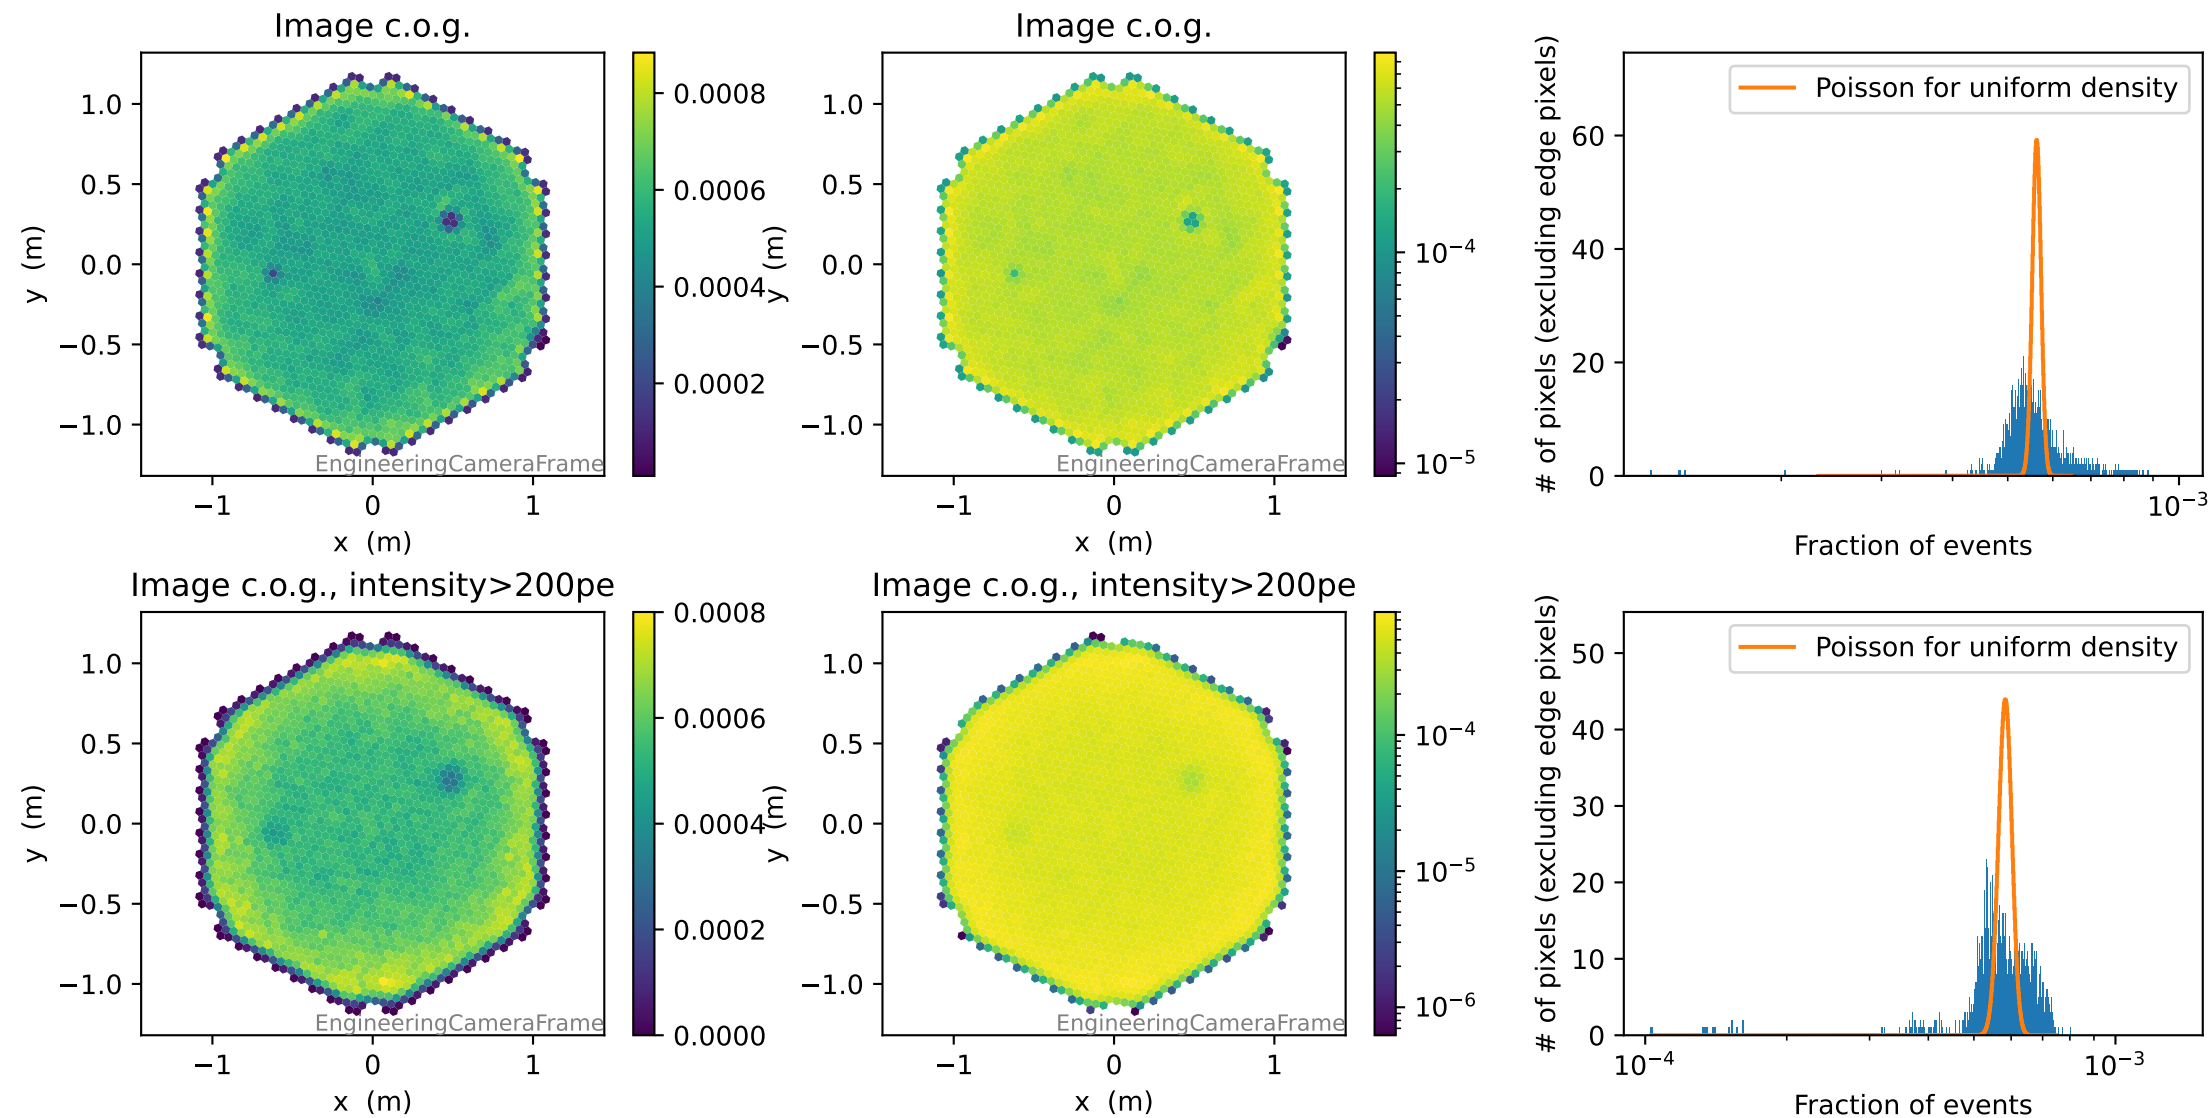 Image c.o.g.
1.0
0.5
0.0
−0.5
−1.0
y (m)
−1
0
1
x (m)
EngineeringCameraFrame
0.0008
0.0006
0.0004
0.0002
Image c.o.g.
1.0
0.5
0.0
−0.5
−1.0
y (m)
−1
0
1
x (m)
EngineeringCameraFrame
10⁻⁴
10⁻⁵
# of pixels (excluding edge pixels)
60
40
20
0
Poisson for uniform density
10⁻³
Fraction of events
Image c.o.g., intensity>200pe
1.0
0.5
0.0
−0.5
−1.0
y (m)
−1
0
1
x (m)
EngineeringCameraFrame
0.0008
0.0006
0.0004
0.0002
0.0000
Image c.o.g., intensity>200pe
1.0
0.5
0.0
−0.5
−1.0
y (m)
−1
0
1
x (m)
EngineeringCameraFrame
10⁻⁴
10⁻⁵
10⁻⁶
# of pixels (excluding edge pixels)
50
40
30
20
10
0
Poisson for uniform density
10⁻⁴
10⁻³
Fraction of events